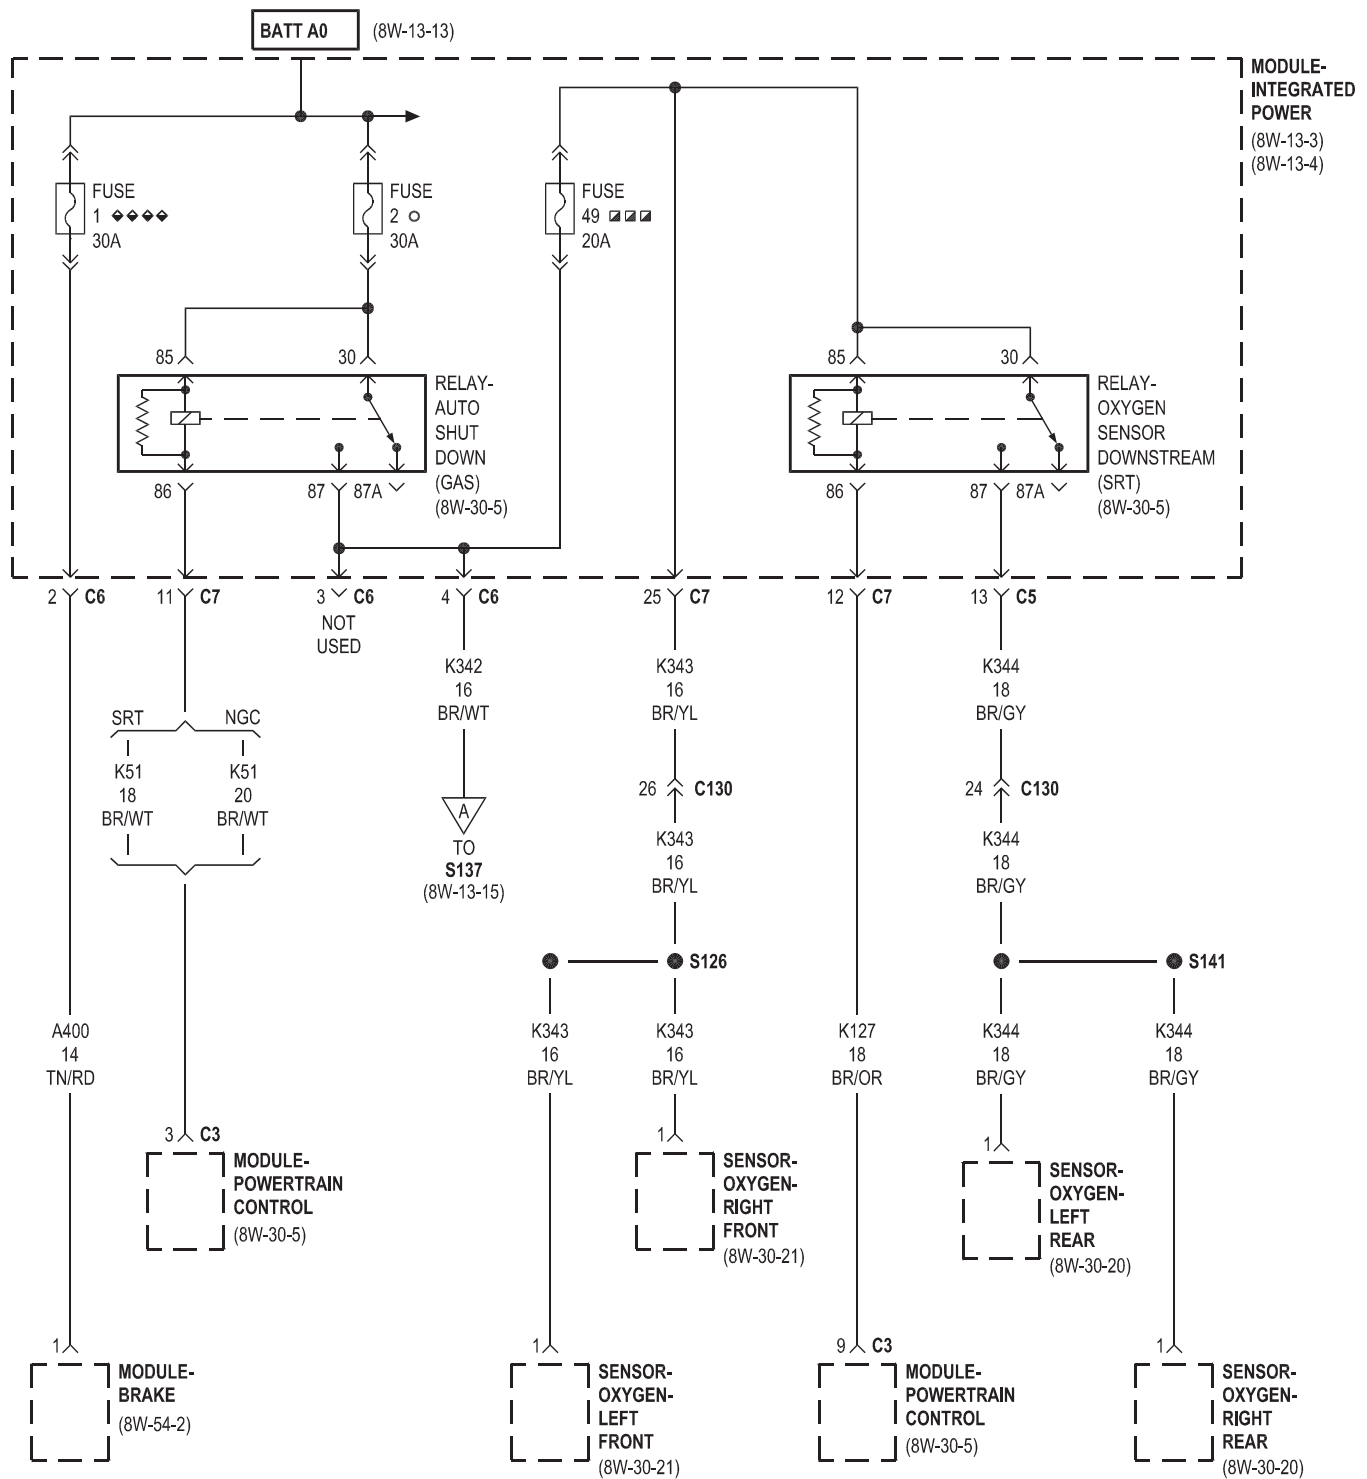 BATT A0 (8W-13-13)
MODULE-
INTEGRATED
POWER
(8W-13-3)
(8W-13-4)
FUSE
1
30A
FUSE
2
30A
FUSE
49
20A
85
30
85
30
RELAY-
AUTO
SHUT
DOWN
(GAS)
(8W-30-5)
RELAY-
OXYGEN
SENSOR
DOWNSTREAM
(SRT)
(8W-30-5)
86
87
87A
86
87
87A
2 C6
11 C7
3 C6
NOT
USED
4 C6
25 C7
12 C7
13 C5
K342
16
BR/WT
K343
16
BR/YL
K344
18
BR/GY
SRT
NGC
K51
18
BR/WT
K51
20
BR/WT
A
TO
S137
(8W-13-15)
26 C130
24 C130
K343
16
BR/YL
K344
18
BR/GY
S126
S141
A400
14
TN/RD
K343
16
BR/YL
K343
16
BR/YL
K127
18
BR/OR
K344
18
BR/GY
K344
18
BR/GY
3 C3
MODULE-
POWERTRAIN
CONTROL
(8W-30-5)
1
SENSOR-
OXYGEN-
RIGHT
FRONT
(8W-30-21)
1
SENSOR-
OXYGEN-
LEFT
REAR
(8W-30-20)
1
MODULE-
BRAKE
(8W-54-2)
1
SENSOR-
OXYGEN-
LEFT
FRONT
(8W-30-21)
9 C3
MODULE-
POWERTRAIN
CONTROL
(8W-30-5)
1
SENSOR-
OXYGEN-
RIGHT
REAR
(8W-30-20)